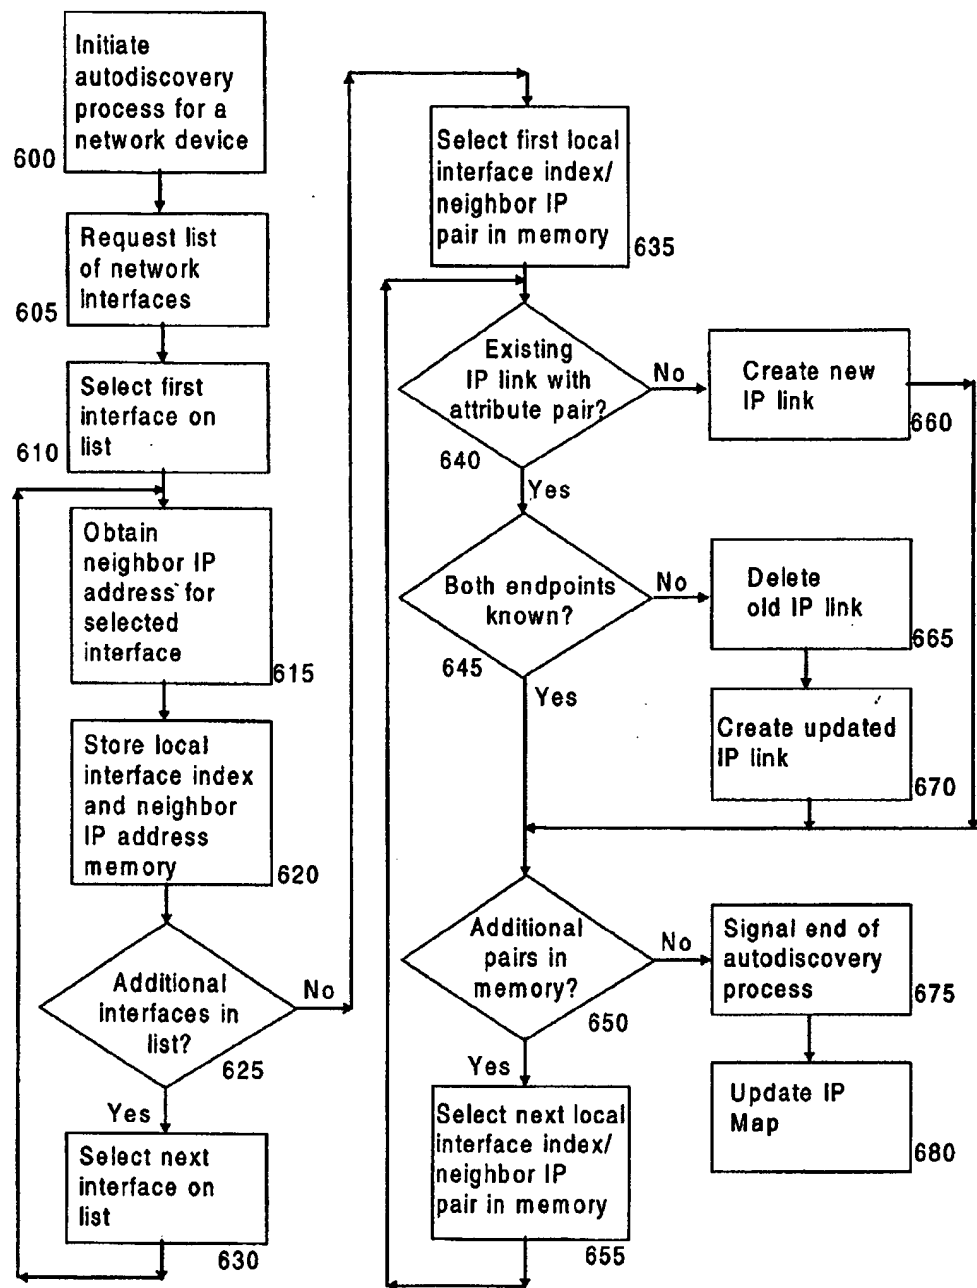 Initiate
autodiscovery
process for a
network device
600
Request list
of network
interfaces
605
Select first
interface on
list
610
Obtain
neighbor IP
address for
selected
interface
615
Store local
interface index
and neighbor
IP address
memory
620
Additional
interfaces in
list?
625
No
Yes
Select next
interface on
list
630
Select first local
interface index/
neighbor IP
pair in memory
635
Existing
IP link with
attribute pair?
640
No
Create new
IP link
660
Yes
Both endpoints
known?
645
No
Delete
old IP link
665
Create updated
IP link
670
Yes
Additional
pairs in
memory?
650
No
Signal end of
autodiscovery
process
675
Update IP
Map
680
Yes
Select next local
interface index/
neighbor IP
pair in memory
655